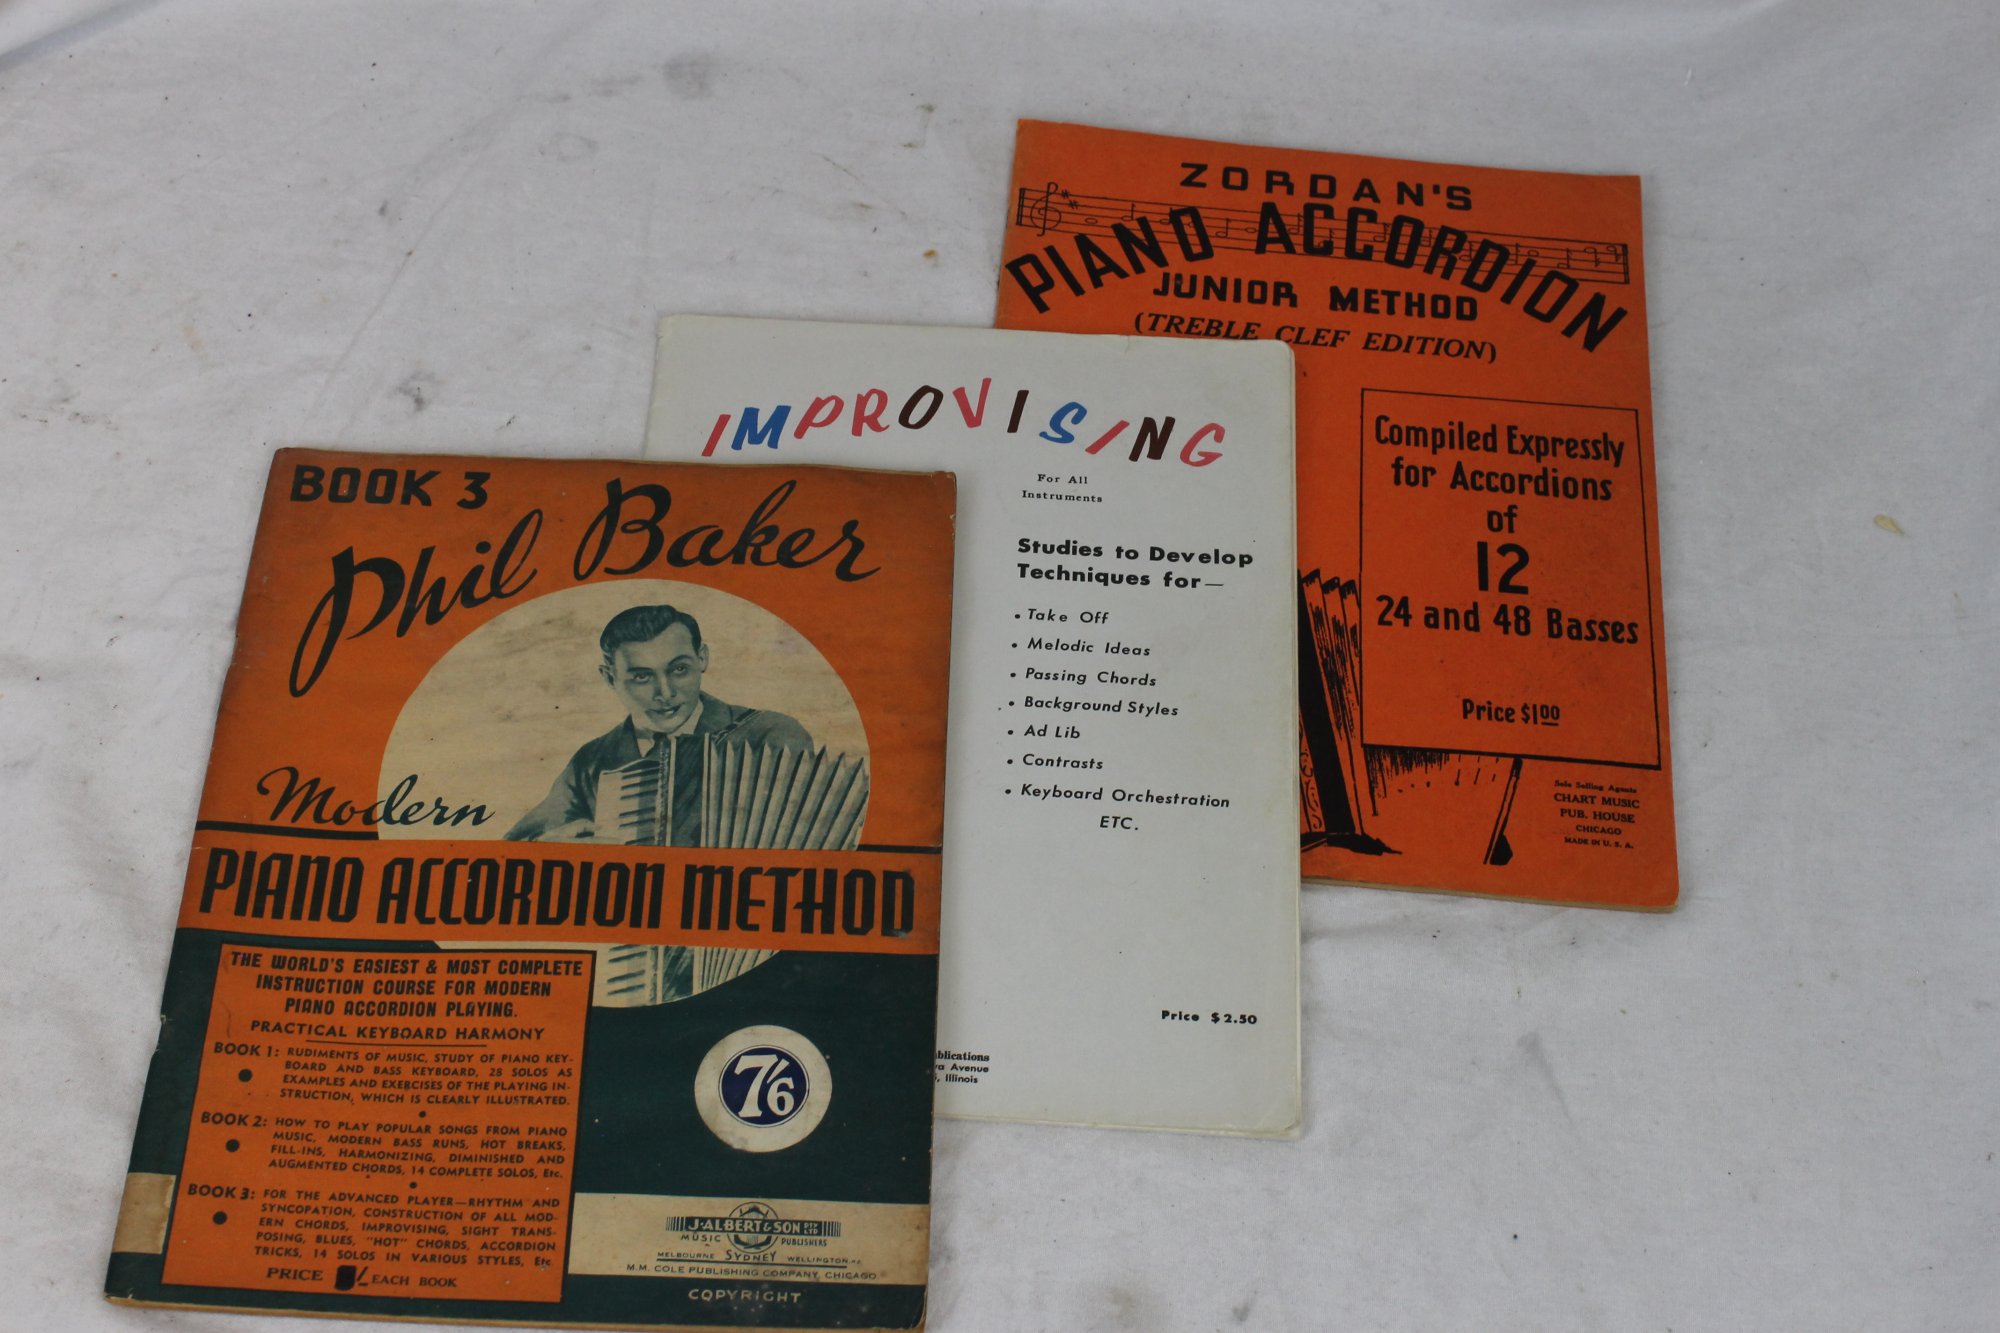 BOOK 3
Phil Baker
Modern
PIANO ACCORDION METHOD
THE WORLD'S EASIEST & MOST COMPLETE
INSTRUCTION COURSE FOR MODERN
PIANO ACCORDION PLAYING.
PRACTICAL KEYBOARD HARMONY
BOOK 1: RUDIMENTS OF MUSIC, STUDY OF PIANO KEY-
BOARD AND BASS KEYBOARD, 28 SOLOS AS
EXAMPLES AND EXERCISES OF THE PLAYING IN-
STRUCTION, WHICH IS CLEARLY ILLUSTRATED.
BOOK 2: HOW TO PLAY POPULAR SONGS FROM PIANO
MUSIC, MODERN BASS RUNS, HOT BREAKS,
FILL-INS, HARMONIZING, DIMINISHED AND
AUGMENTED CHORDS, 14 COMPLETE SOLOS, Etc.
BOOK 3: FOR THE ADVANCED PLAYER—RHYTHM AND
SYNCOPATION, CONSTRUCTION OF ALL MOD-
ERN CHORDS, IMPROVISING, SIGHT TRANS-
POSING, BLUES, "HOT" CHORDS, ACCORDION
TRICKS, 14 SOLOS IN VARIOUS STYLES, Etc.
PRICE /- EACH BOOK
7/6
J. ALBERT & SON PTY LTD
MUSIC PUBLISHERS
MELBOURNE SYDNEY WELLINGTON
M.M. COLE PUBLISHING COMPANY, CHICAGO
COPYRIGHT
IMPROVISING
For All
Instruments
Studies to Develop
Techniques for—
• Take Off
• Melodic Ideas
• Passing Chords
• Background Styles
• Ad Lib
• Contrasts
• Keyboard Orchestration
ETC.
Price $2.50
blications
Avenue
, Illinois
ZORDAN'S
PIANO ACCORDION
JUNIOR METHOD
(TREBLE CLEF EDITION)
Compiled Expressly
for Accordions
of
12
24 and 48 Basses
Price $1.00
Sole Selling Agents
CHART MUSIC
PUB. HOUSE
CHICAGO
MADE IN U. S. A.